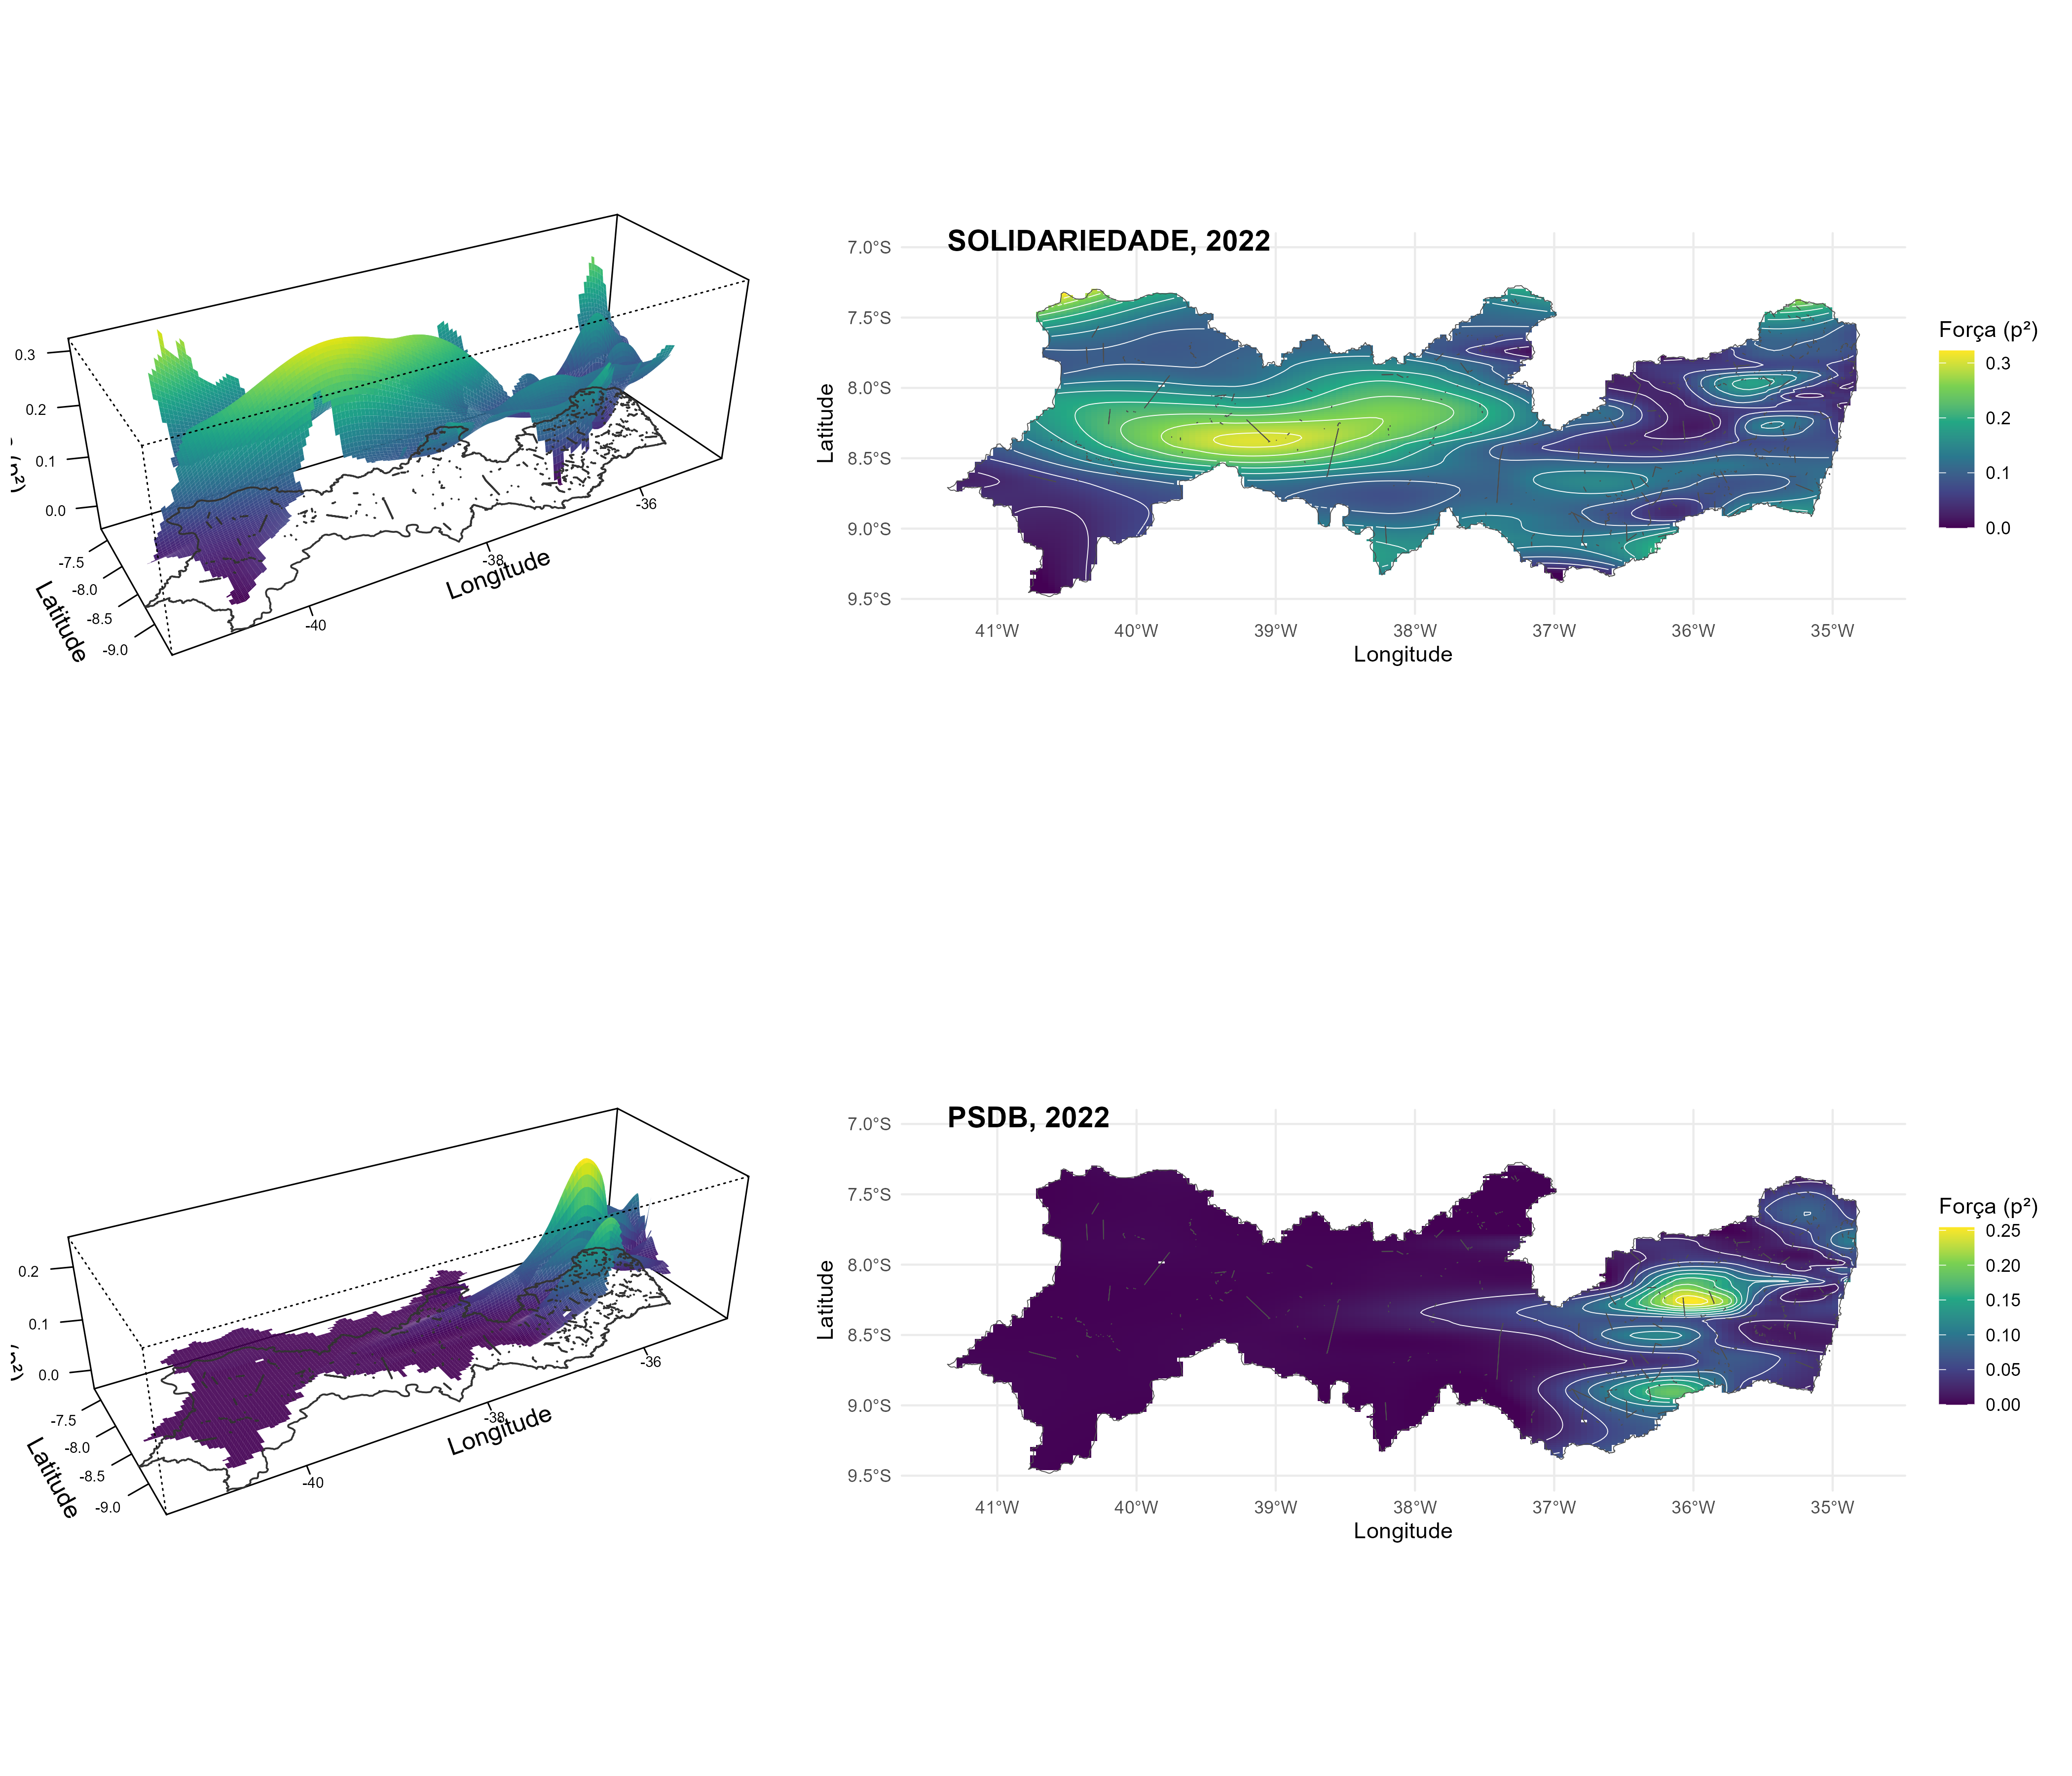 0.3
0.2
0.1
0.0
-7.5
-8.0
-8.5
-9.0
Latitude
-40
-38
-36
Longitude
SOLIDARIEDADE, 2022
7.0°S
7.5°S
8.0°S
8.5°S
9.0°S
9.5°S
Latitude
41°W 40°W 39°W 38°W 37°W 36°W 35°W
Longitude
Força (p²)
0.3
0.2
0.1
0.0
0.2
0.1
0.0
-7.5
-8.0
-8.5
-9.0
Latitude
-40
-38
-36
Longitude
PSDB, 2022
7.0°S
7.5°S
8.0°S
8.5°S
9.0°S
9.5°S
Latitude
41°W 40°W 39°W 38°W 37°W 36°W 35°W
Longitude
Força (p²)
0.25
0.20
0.15
0.10
0.05
0.00